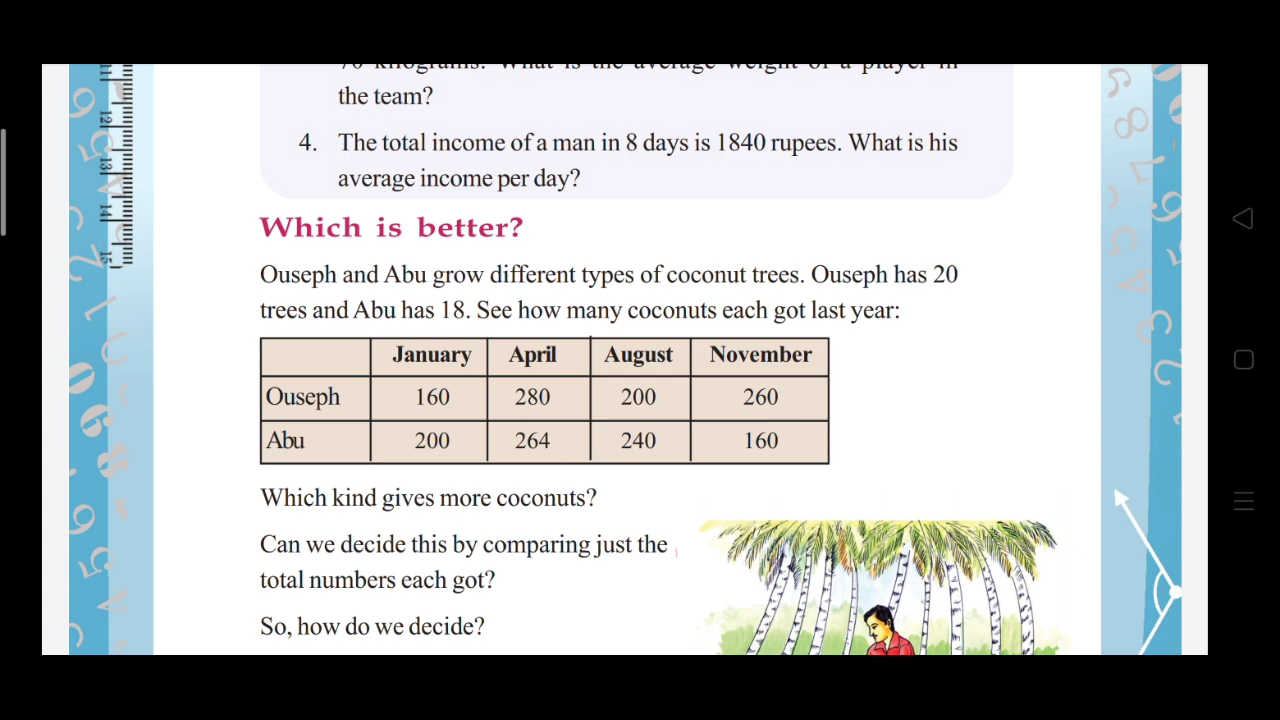 the team?
4. The total income of a man in 8 days is 1840 rupees. What is his
average income per day?
Which is better?
Ouseph and Abu grow different types of coconut trees. Ouseph has 20
trees and Abu has 18. See how many coconuts each got last year:
January April August November
Ouseph 160 280 200 260
Abu 200 264 240 160
Which kind gives more coconuts?
Can we decide this by comparing just the
total numbers each got?
So, how do we decide?